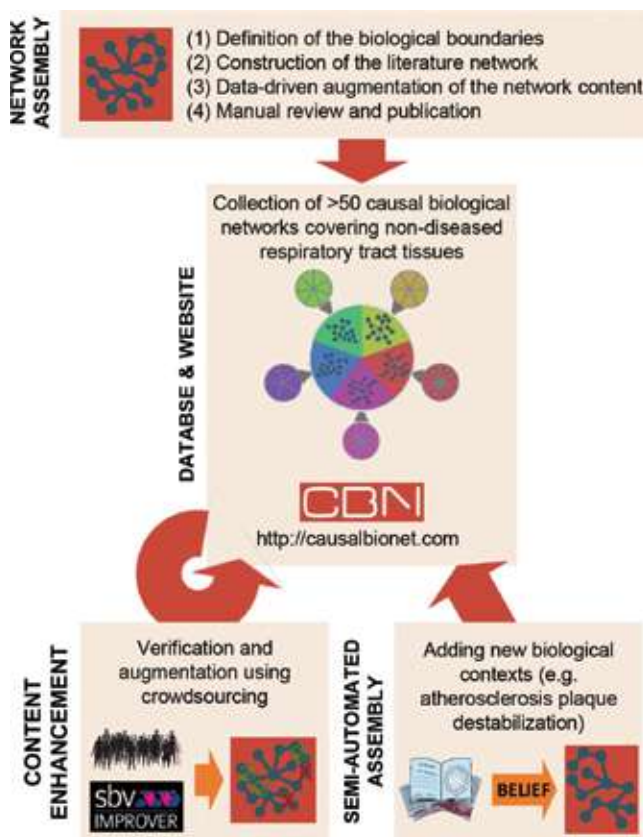 NETWORK
ASSEMBLY
(1) Definition of the biological boundaries
(2) Construction of the literature network
(3) Data-driven augmentation of the network content
(4) Manual review and publication
DATABSE & WEBSITE
Collection of >50 causal biological
networks covering non-diseased
respiratory tract tissues
CBN
http://causalbionet.com
CONTENT
ENHANCEMENT
Verification and
augmentation using
crowdsourcing
sbv
IMPROVER
SEMI-AUTOMATED
ASSEMBLY
Adding new biological
contexts (e.g.
atherosclerosis plaque
destabilization)
BELIEF